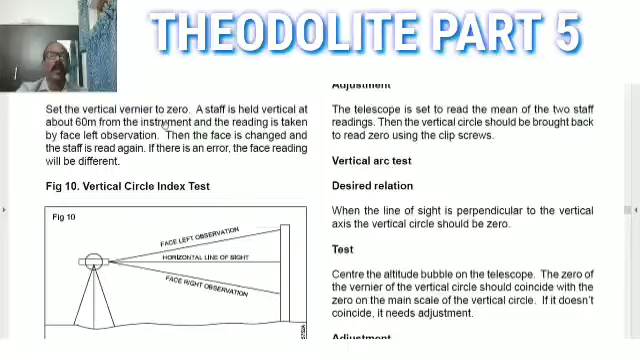 THEODOLITE PART 5
Set the vertical vernier to zero. A staff is held vertical at
about 60m from the instrument and the reading is taken
by face left observation. Then the face is changed and
the staff is read again. If there is an error, the face reading
will be different.
Fig 10. Vertical Circle Index Test
Fig 10
FACE LEFT OBSERVATION
HORIZONTAL LINE OF SIGHT
FACE RIGHT OBSERVATION
Adjustment
The telescope is set to read the mean of the two staff
readings. Then the vertical circle should be brought back
to read zero using the clip screws.
Vertical arc test
Desired relation
When the line of sight is perpendicular to the vertical
axis the vertical circle should be zero.
Test
Centre the altitude bubble on the telescope. The zero of
the vernier of the vertical circle should coincide with the
zero on the main scale of the vertical circle. If it doesn't
coincide, it needs adjustment.
Adjustment